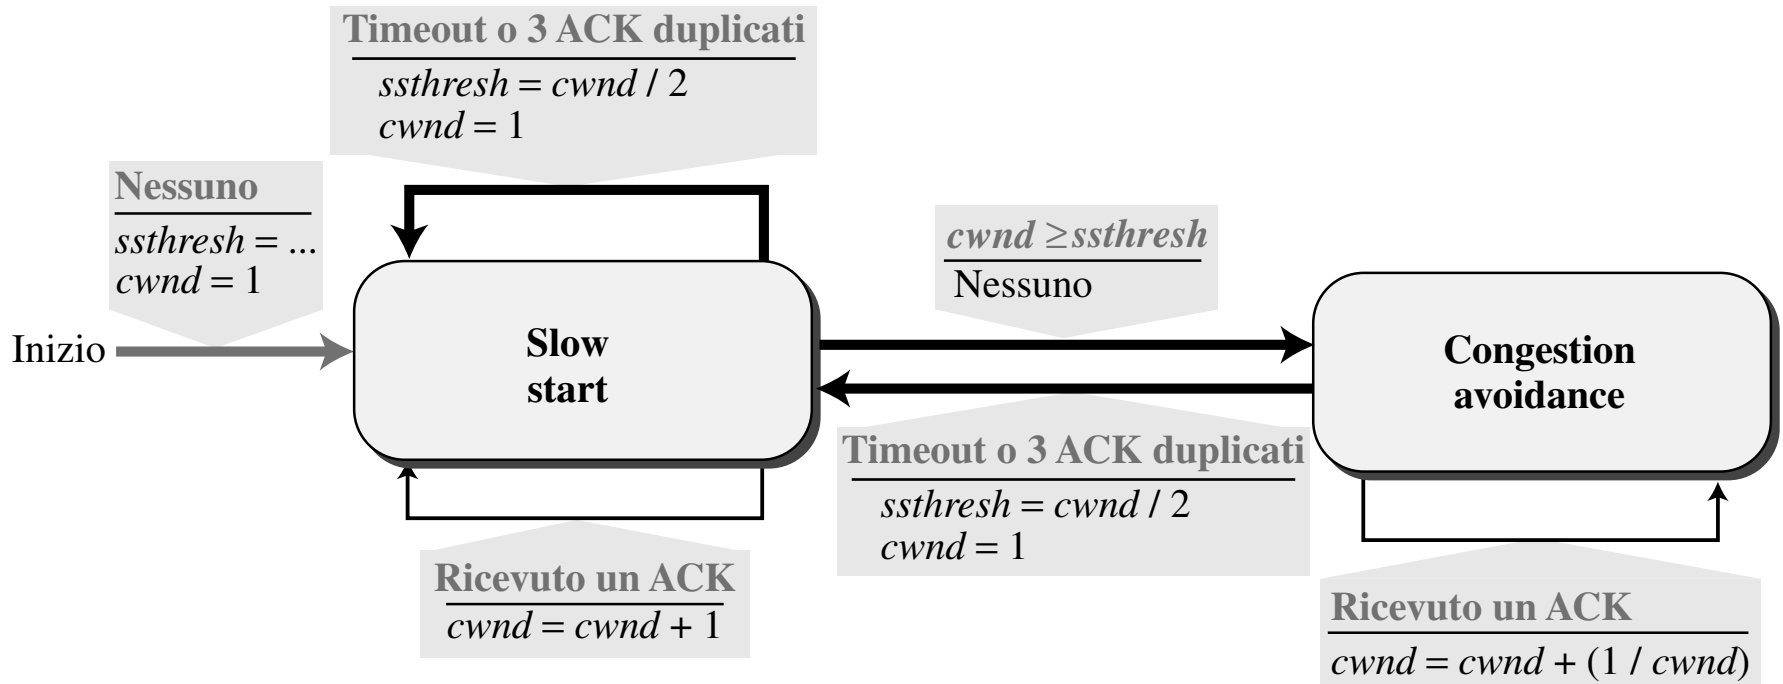 Timeout o 3 ACK duplicati
ssthresh = cwnd / 2
cwnd = 1
Nessuno
ssthresh = ...
cwnd = 1
Inizio
Slow
start
cwnd ≥ssthresh
Nessuno
Congestion
avoidance
Timeout o 3 ACK duplicati
ssthresh = cwnd / 2
cwnd = 1
Ricevuto un ACK
cwnd = cwnd + 1
Ricevuto un ACK
cwnd = cwnd + (1 / cwnd)